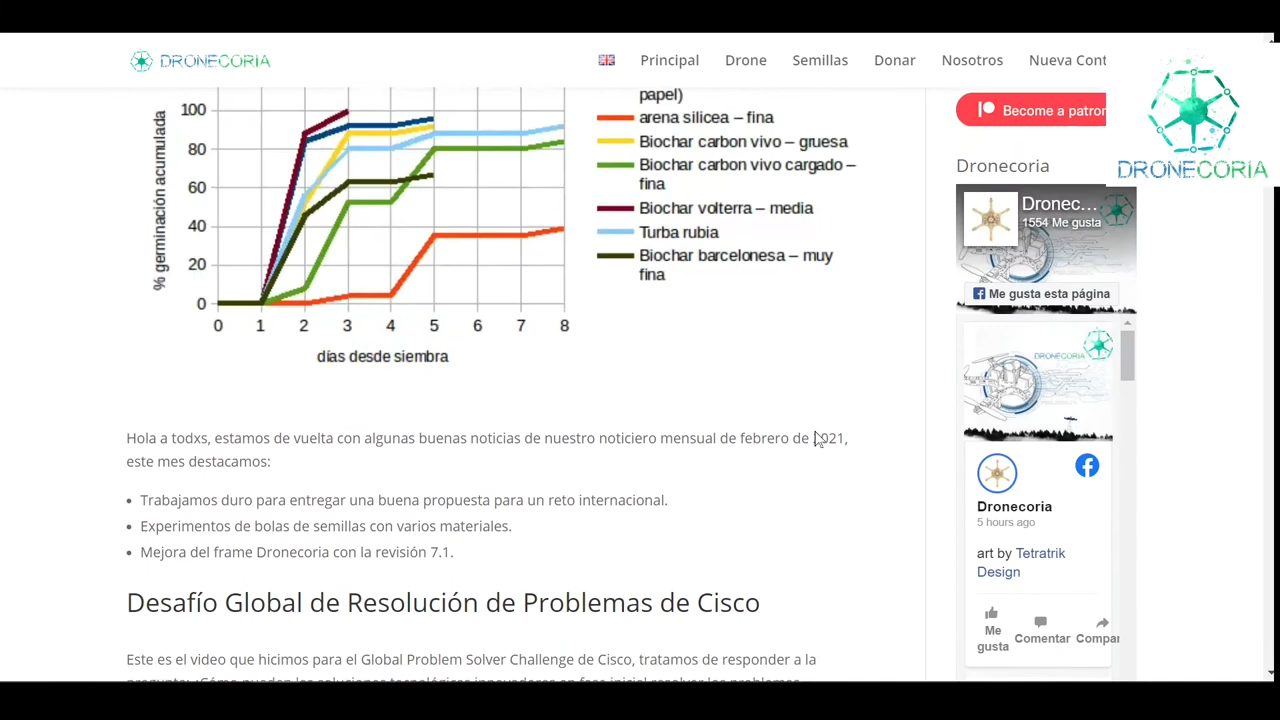 DRONECORIA
Principal
Drone
Semillas
Donar
Nosotros
Nueva Cont
papel)
arena silicea – fina
Biochar carbon vivo – gruesa
Biochar carbon vivo cargado –
fina
Biochar volterra – media
Turba rubia
Biochar barcelonesa – muy
fina
% germinación acumulada
100
80
60
40
20
0
0 1 2 3 4 5 6 7 8
días desde siembra
Hola a todxs, estamos de vuelta con algunas buenas noticias de nuestro noticiero mensual de febrero de 2021,
este mes destacamos:
• Trabajamos duro para entregar una buena propuesta para un reto internacional.
• Experimentos de bolas de semillas con varios materiales.
• Mejora del frame Dronecoria con la revisión 7.1.
Desafío Global de Resolución de Problemas de Cisco
Este es el video que hicimos para el Global Problem Solver Challenge de Cisco, tratamos de responder a la
DRONECORIA
Become a patron
Dronecoria
Dronec...
1554 Me gusta
Me gusta esta página
DRONECORIA
Dronecoria
5 hours ago
art by Tetratrik
Design
Me
gusta
Comentar
Compar